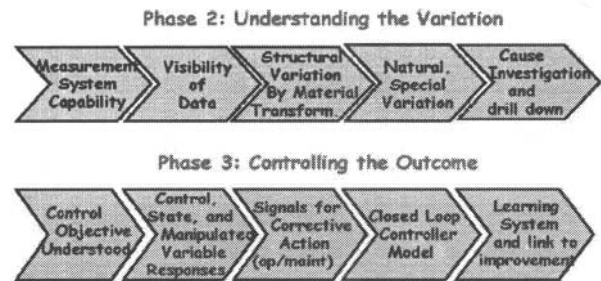 Phase 2: Understanding the Variation
Measurement
System
Capability
Visibility
of
Data
Structural
Variation
By Material
Transform.
Natural,
Special
Variation
Cause
Investigation
and
drill down
Phase 3: Controlling the Outcome
Control
Objective
Understood
Control,
State, and
Manipulated
Variable
Responses
Signals for
Corrective
Action
(op/maint)
Closed Loop
Controller
Model
Learning
System
and link to
improvement